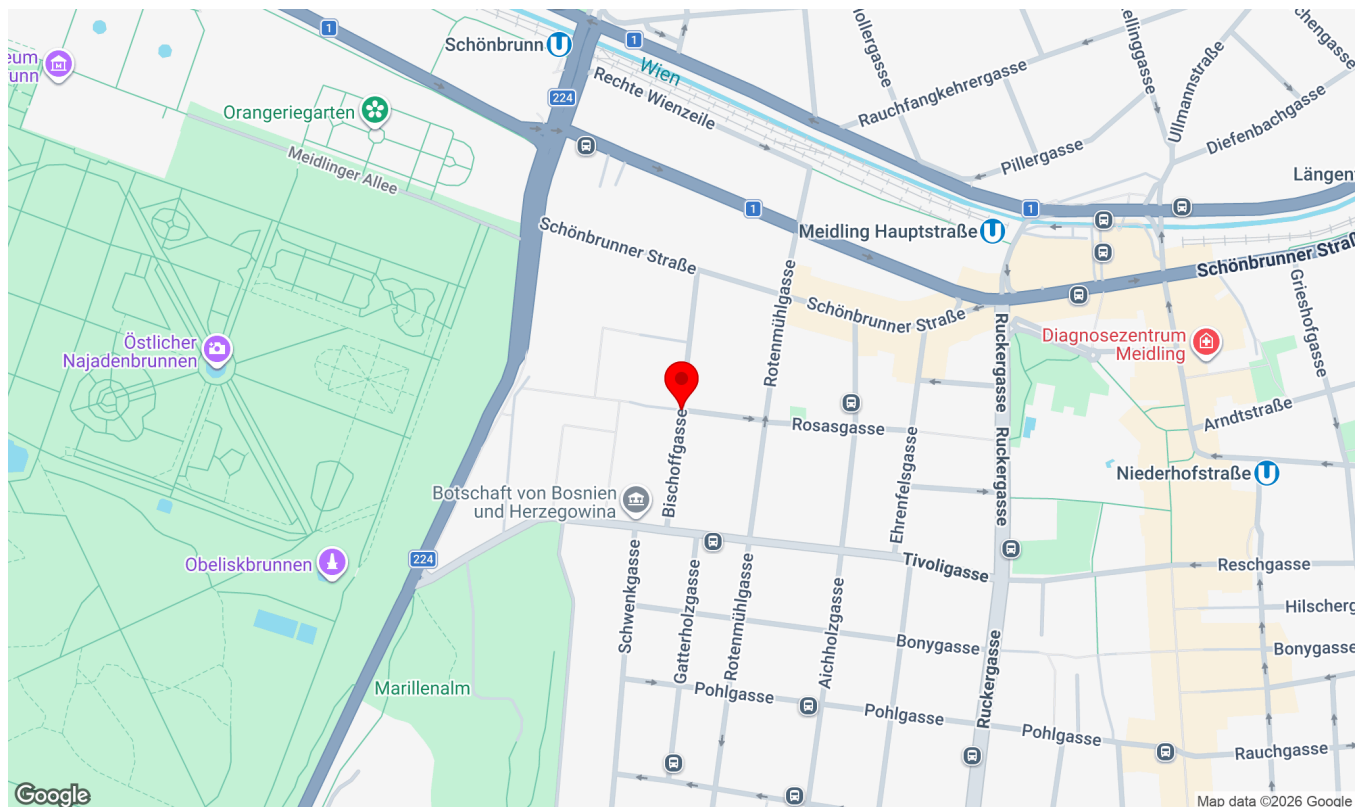 1
Schönbrunn
1
Wien
Rechte Wienzeile
224
Orangeriegarten
Meidlinger Allee
Rauchfangkehrergasse
Ullmannstraße
Diefenbachgasse
Pillergasse
Längenf
1
1
Meidling Hauptstraße
Schönbrunner Straße
Schönbrunner Straße
Schönbrunner Straß
Grieshofgasse
Rotenmühlgasse
Ruckergasse
Diagnosezentrum
Meidling
Östlicher
Najadenbrunnen
Bischoffgasse
Rosasgasse
Ruckergasse
Arndtstraße
Niederhofstraße
Ehrenfelsgasse
Botschaft von Bosnien
und Herzegowina
224
Obeliskbrunnen
Tivoligasse
Reschgasse
Schwenkgasse
Gatterholzgasse
Rotenmühlgasse
Aichholzgasse
Hilscherg
Bonygasse
Bonygasse
Ruckergasse
Marillenalm
Pohlgasse
Pohlgasse
Pohlgasse
Rauchgasse
Google
Map data ©2026 Google